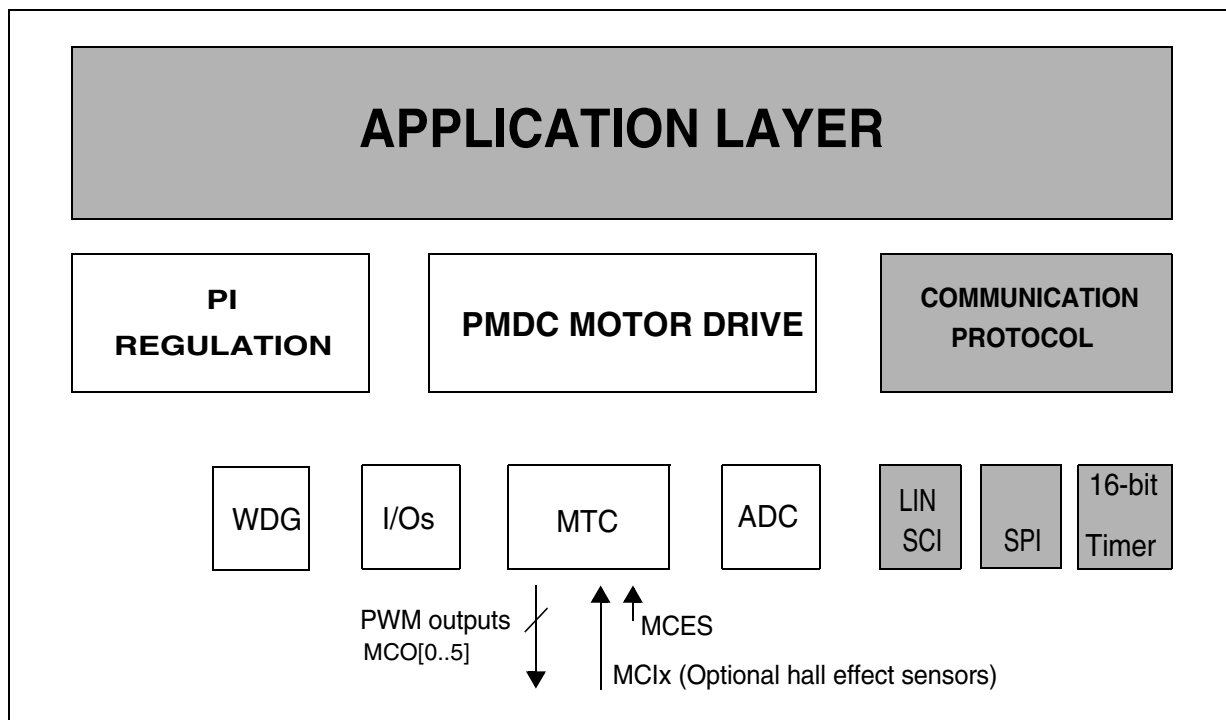 APPLICATION LAYER
PI
REGULATION
PMDC MOTOR DRIVE
COMMUNICATION
PROTOCOL
WDG
I/Os
MTC
ADC
LIN
SCI
SPI
16-bit
Timer
PWM outputs
MCO[0..5]
MCES
MCIx (Optional hall effect sensors)